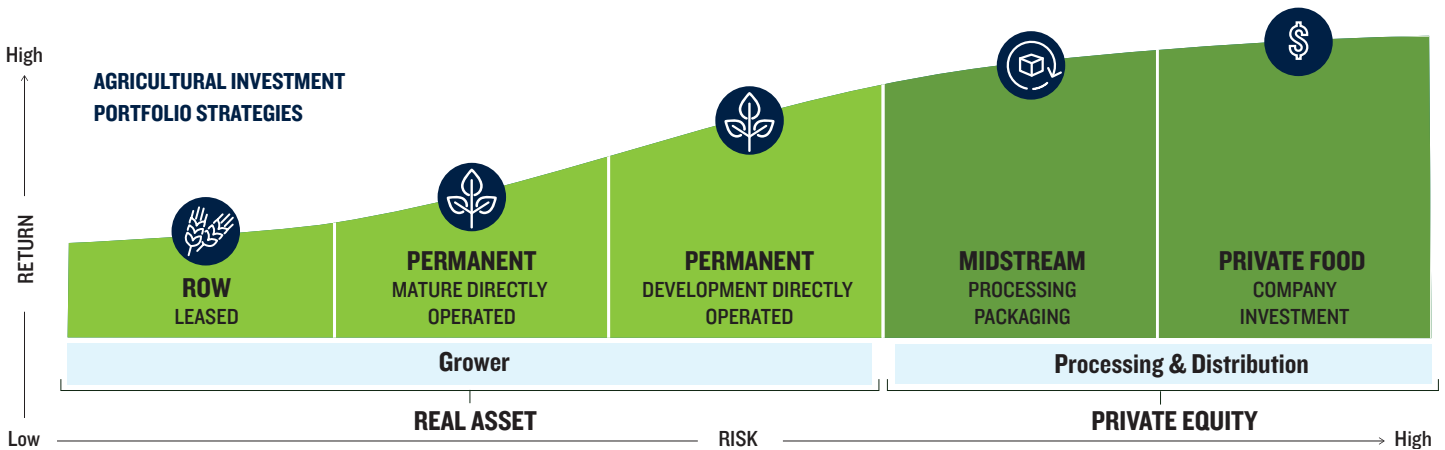 High
AGRICULTURAL INVESTMENT
PORTFOLIO STRATEGIES
RETURN
ROW
LEASED
PERMANENT
MATURE DIRECTLY
OPERATED
PERMANENT
DEVELOPMENT DIRECTLY
OPERATED
MIDSTREAM
PROCESSING
PACKAGING
PRIVATE FOOD
COMPANY
INVESTMENT
Grower
Processing & Distribution
REAL ASSET
PRIVATE EQUITY
Low
RISK
High